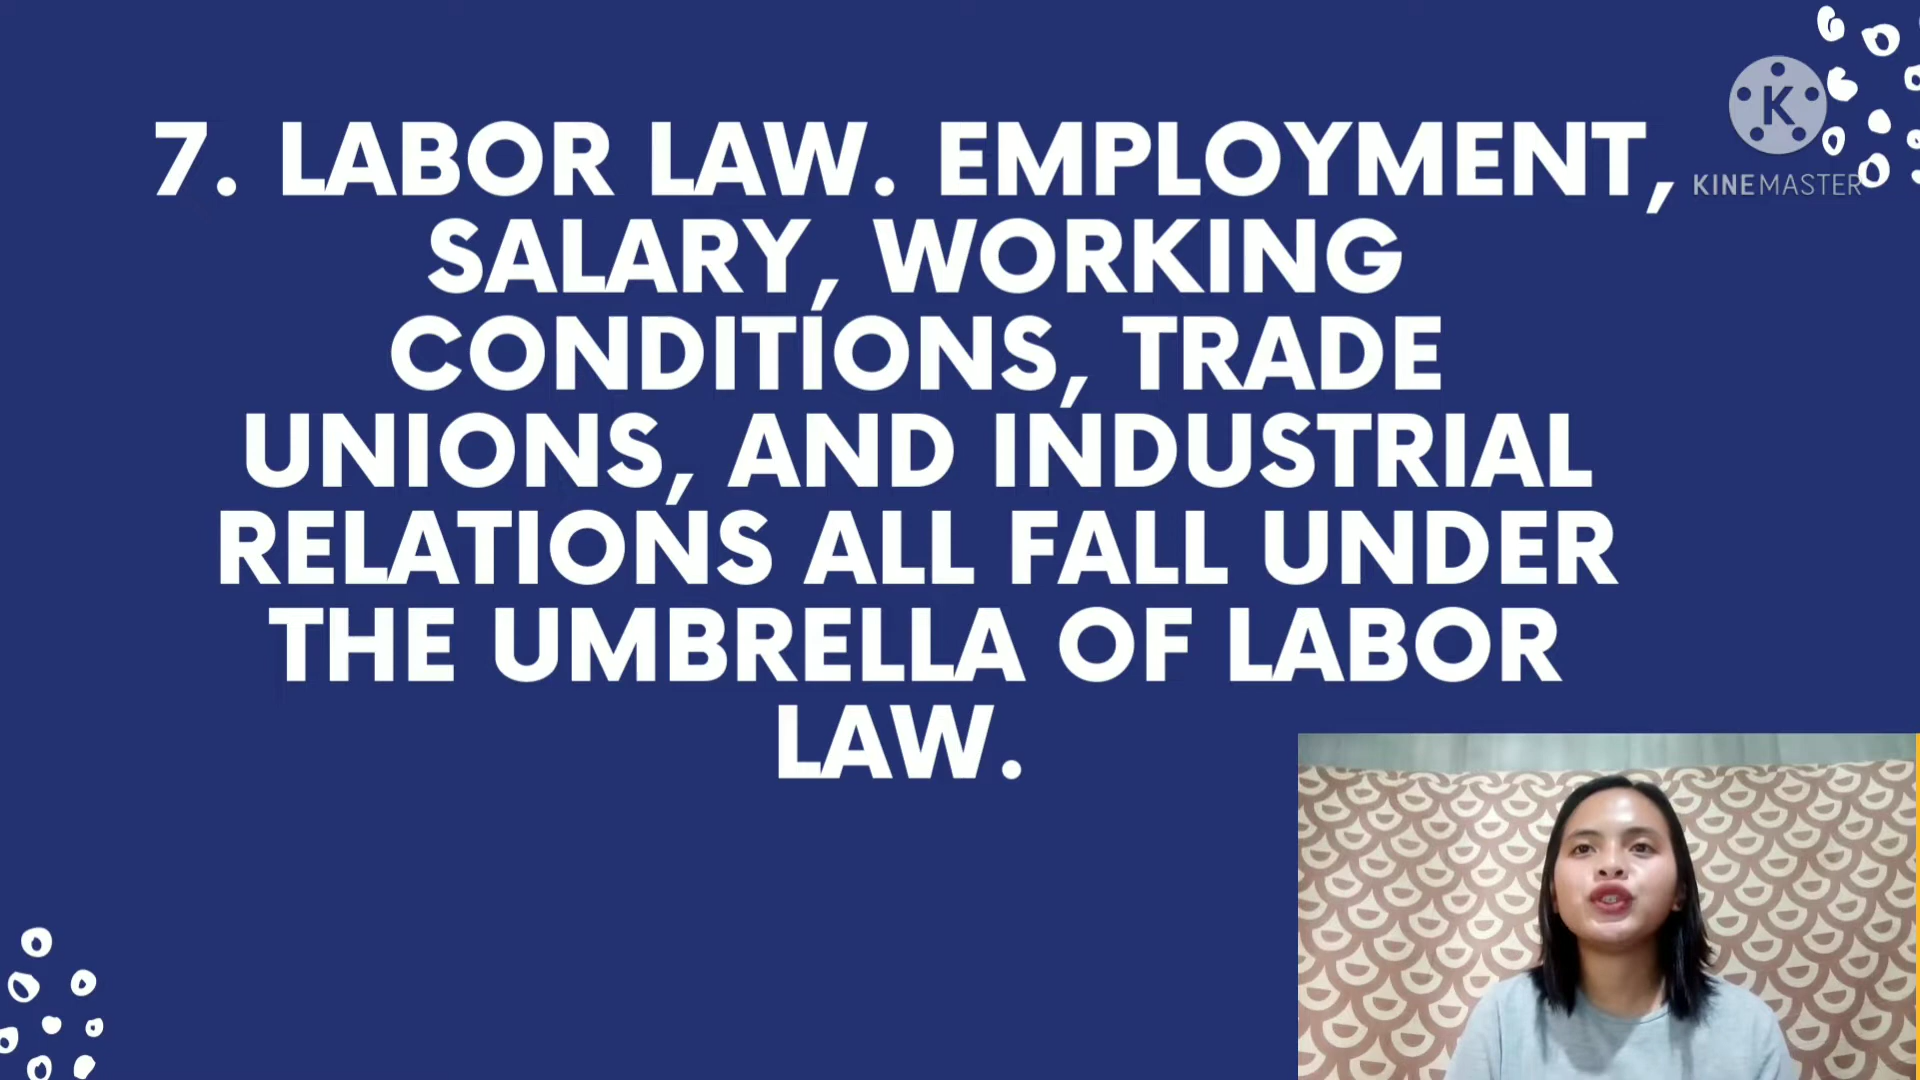 7. LABOR LAW. EMPLOYMENT,
SALARY, WORKING
CONDITIONS, TRADE
UNIONS, AND INDUSTRIAL
RELATIONS ALL FALL UNDER
THE UMBRELLA OF LABOR
LAW.
K
KINEMASTER